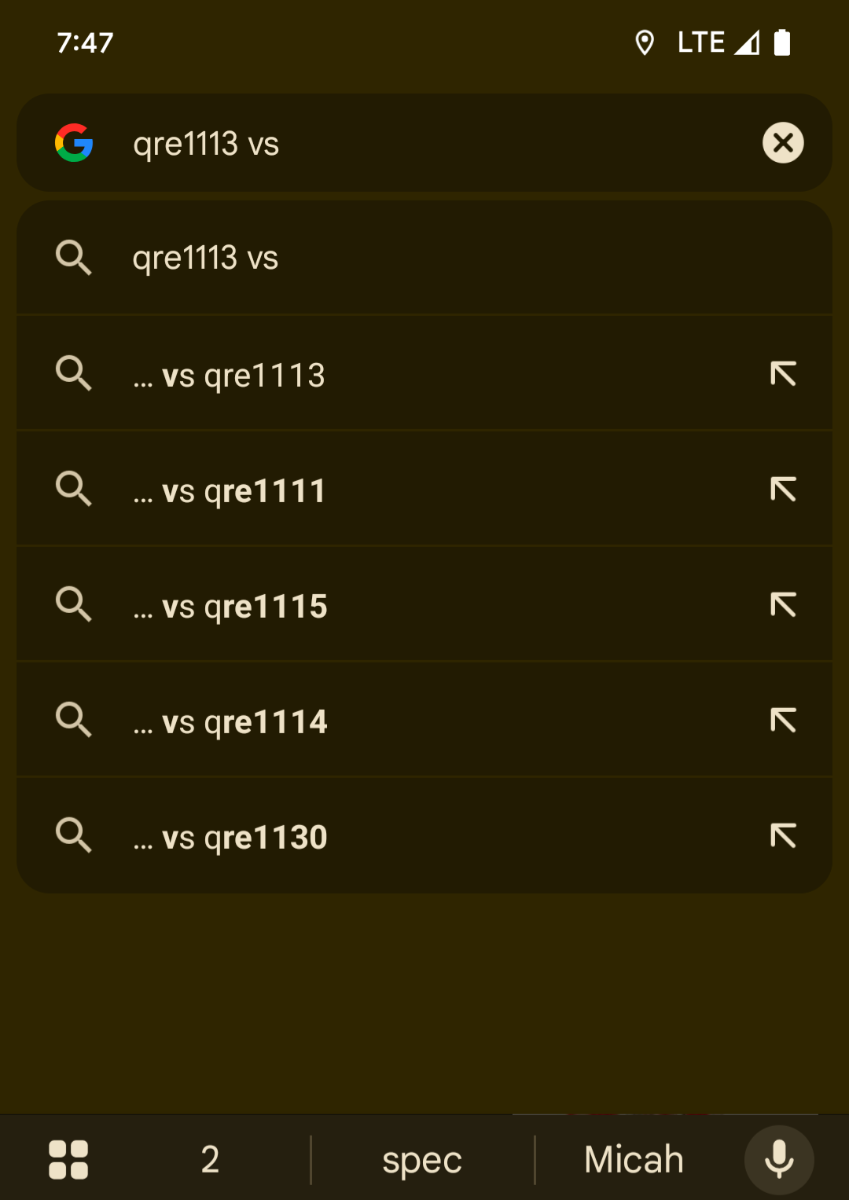 7:47
LTE
qre1113 vs
qre1113 vs
... vs qre1113
... vs qre1111
... vs qre1115
... vs qre1114
... vs qre1130
2
spec
Micah